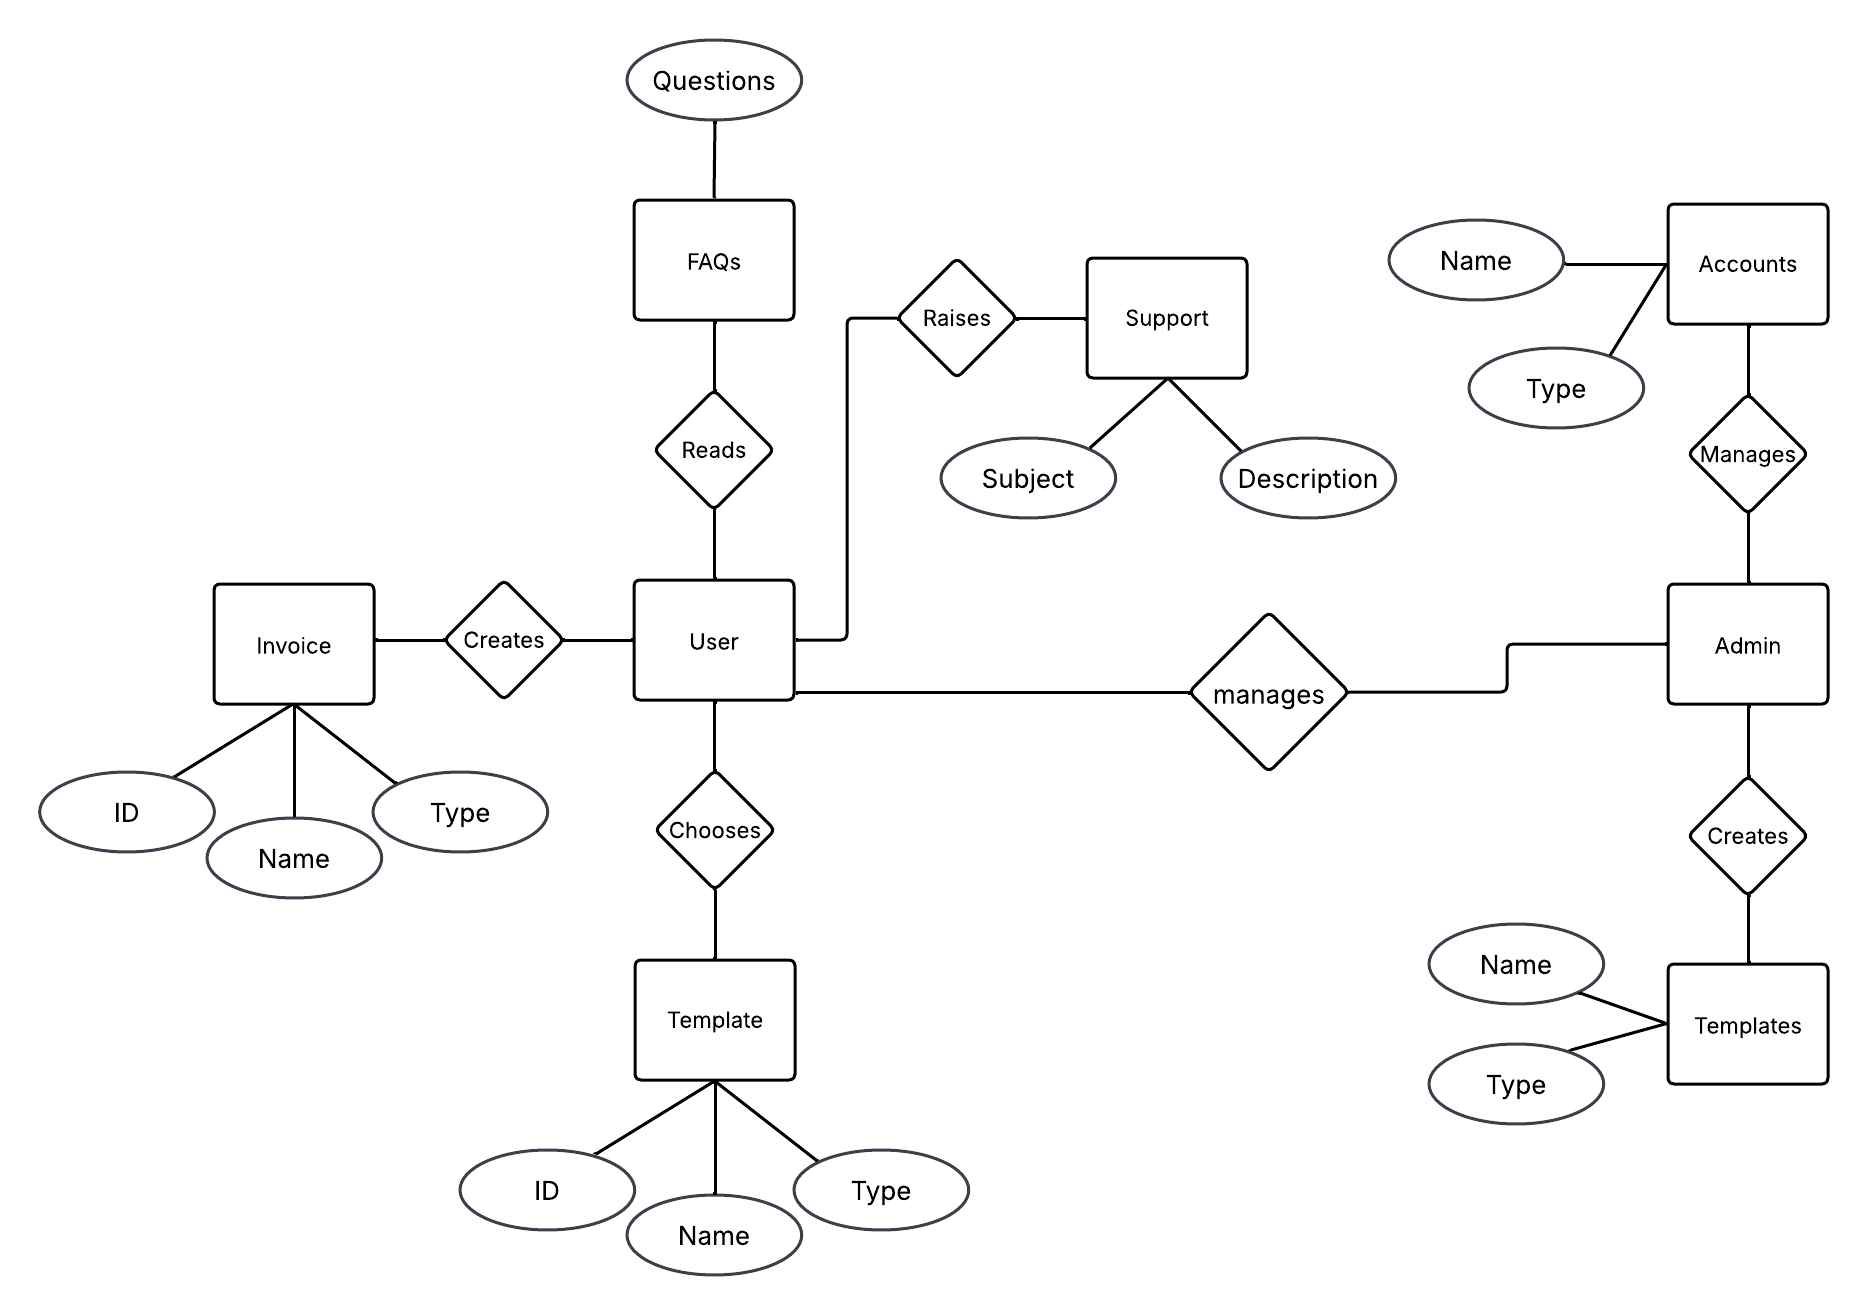 Questions
FAQs
Accounts
Name
Raises
Support
Type
Reads
Manages
Subject
Description
Invoice
Creates
User
Admin
manages
ID
Name
Type
Chooses
Creates
Name
Template
Templates
Type
ID
Name
Type